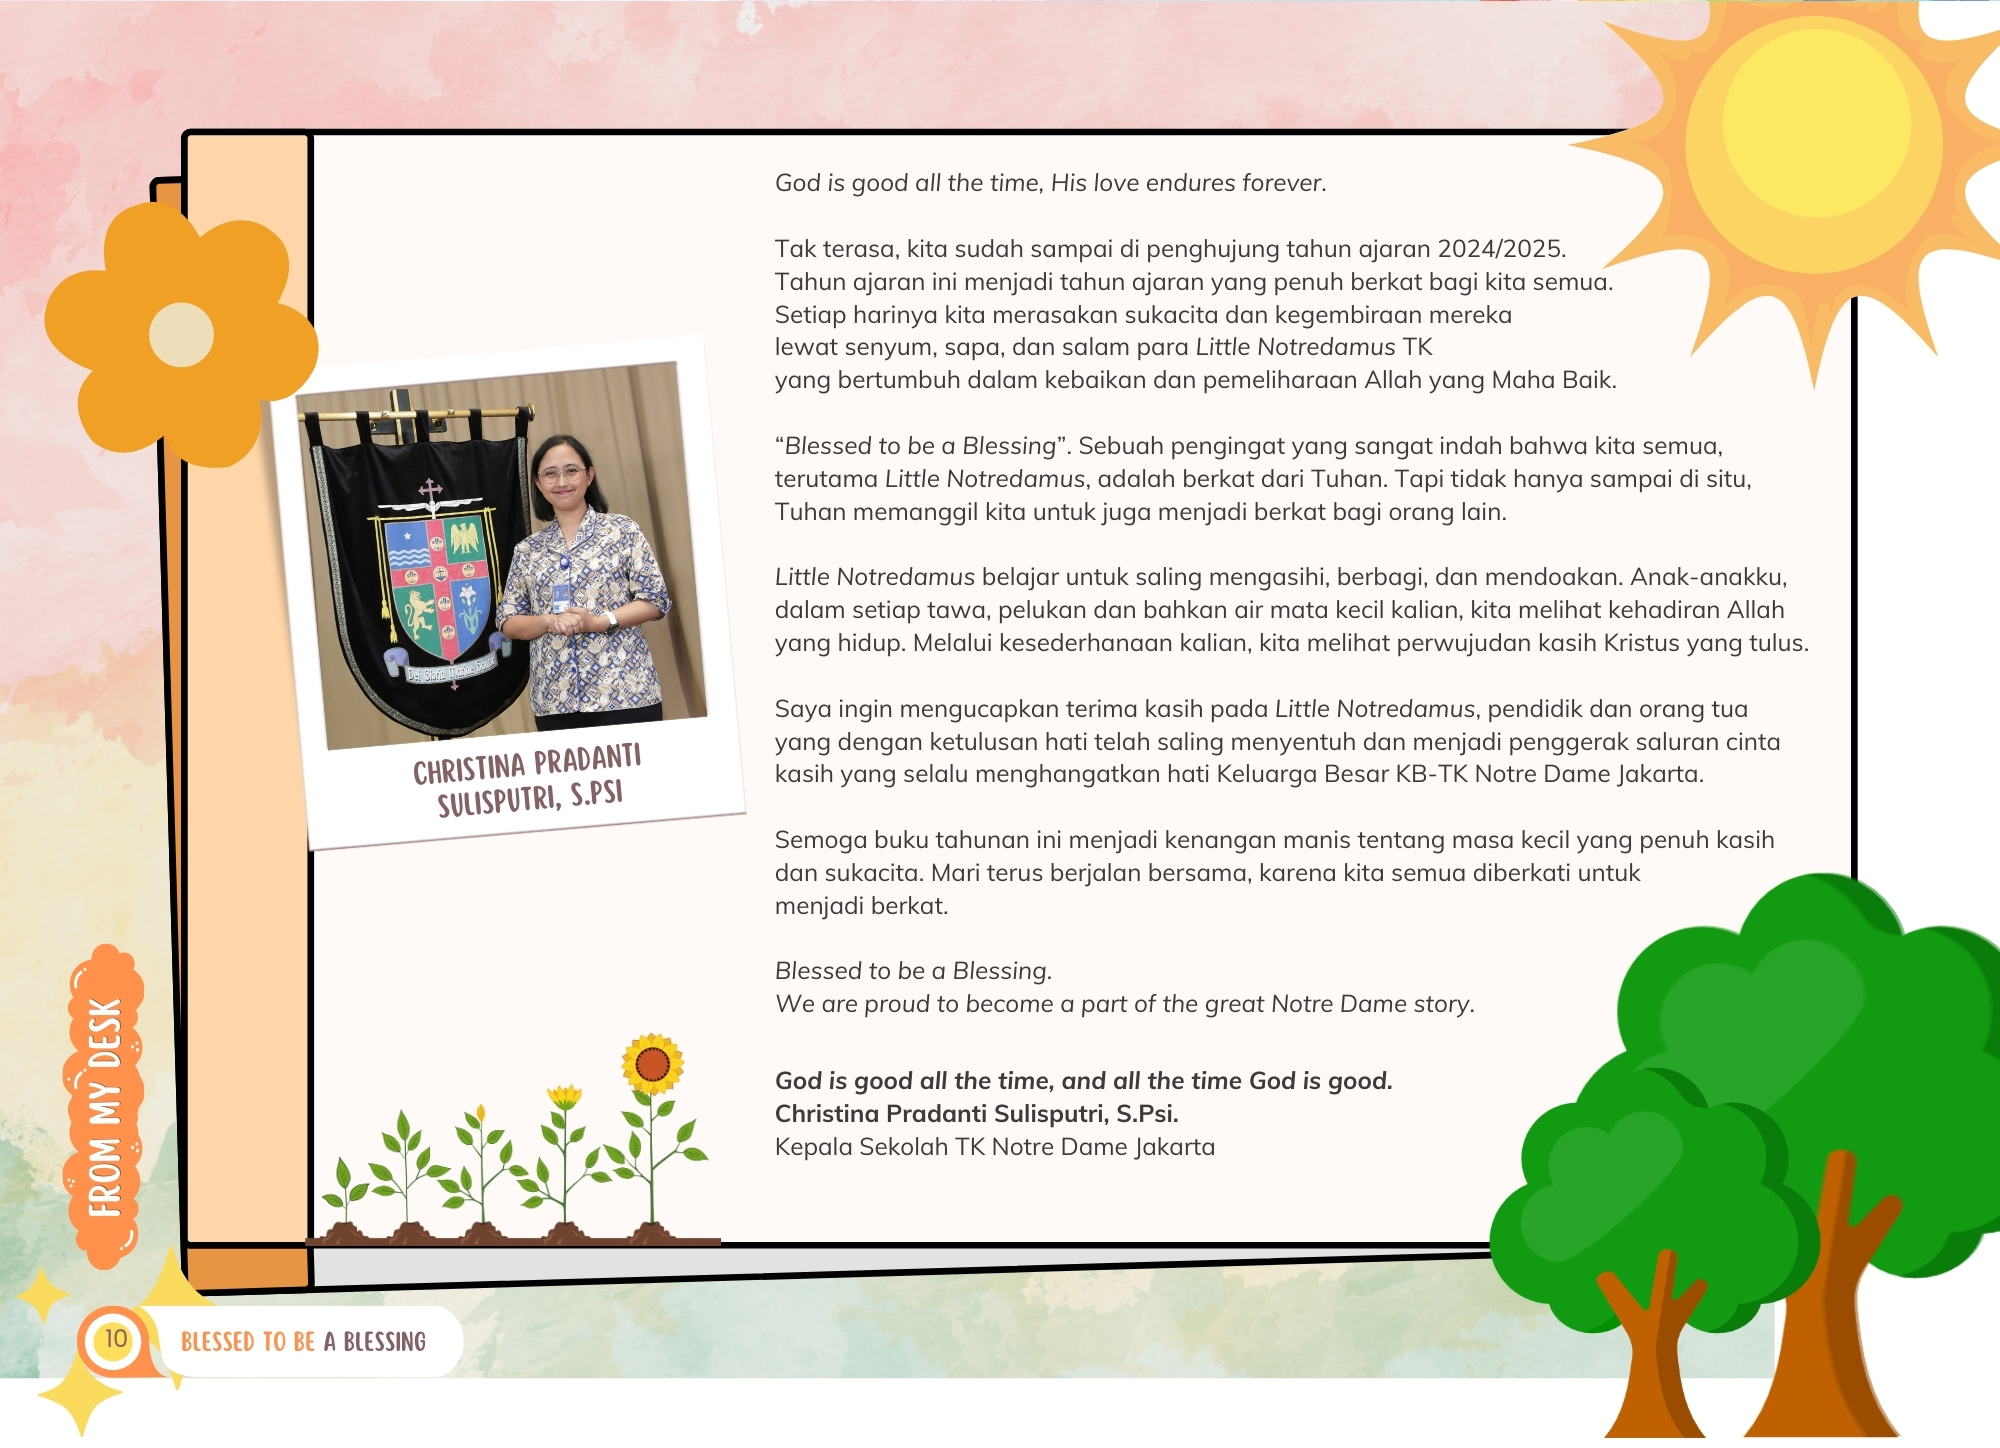 God is good all the time, His love endures forever.
Tak terasa, kita sudah sampai di penghujung tahun ajaran 2024/2025.
Tahun ajaran ini menjadi tahun ajaran yang penuh berkat bagi kita semua.
Setiap harinya kita merasakan sukacita dan kegembiraan mereka
lewat senyum, sapa, dan salam para Little Notredamus TK
yang bertumbuh dalam kebaikan dan pemeliharaan Allah yang Maha Baik.
“Blessed to be a Blessing”. Sebuah pengingat yang sangat indah bahwa kita semua,
terutama Little Notredamus, adalah berkat dari Tuhan. Tapi tidak hanya sampai di situ,
Tuhan memanggil kita untuk juga menjadi berkat bagi orang lain.
Little Notredamus belajar untuk saling mengasihi, berbagi, dan mendoakan. Anak-anakku,
dalam setiap tawa, pelukan dan bahkan air mata kecil kalian, kita melihat kehadiran Allah
yang hidup. Melalui kesederhanaan kalian, kita melihat perwujudan kasih Kristus yang tulus.
Saya ingin mengucapkan terima kasih pada Little Notredamus, pendidik dan orang tua
yang dengan ketulusan hati telah saling menyentuh dan menjadi penggerak saluran cinta
kasih yang selalu menghangatkan hati Keluarga Besar KB-TK Notre Dame Jakarta.
Semoga buku tahunan ini menjadi kenangan manis tentang masa kecil yang penuh kasih
dan sukacita. Mari terus berjalan bersama, karena kita semua diberkati untuk
menjadi berkat.
Blessed to be a Blessing.
We are proud to become a part of the great Notre Dame story.
God is good all the time, and all the time God is good.
Christina Pradanti Sulisputri, S.Psi.
Kepala Sekolah TK Notre Dame Jakarta
CHRISTINA PRADANTI
SULISPUTRI, S.PSI
FROM MY DESK
10
BLESSED TO BE A BLESSING